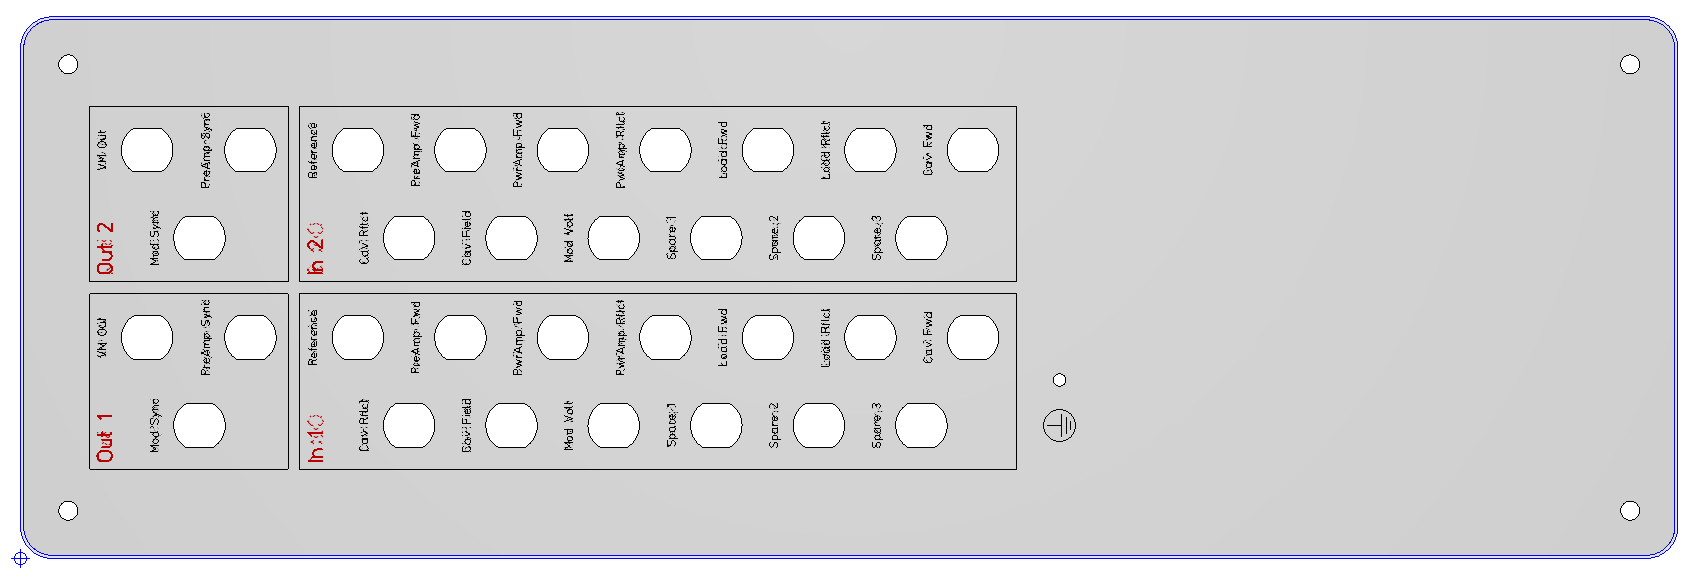 VM Out
PreAmp Sync
Reference
PreAmp Fwd
PwrAmp Fwd
PwrAmp Rflct
Load Fwd
Load Rflct
Cav Fwd
Out 2
Mod Sync
In 2
Cav Rflct
Cav Field
Mod Volt
Spare 1
Spare 2
Spare 3
VM Out
PreAmp Sync
Reference
PreAmp Fwd
PwrAmp Fwd
PwrAmp Rflct
Load Fwd
Load Rflct
Cav Fwd
Out 1
Mod Sync
Cav Rflct
Cav Field
Mod Volt
Spare 1
Spare 2
Spare 3